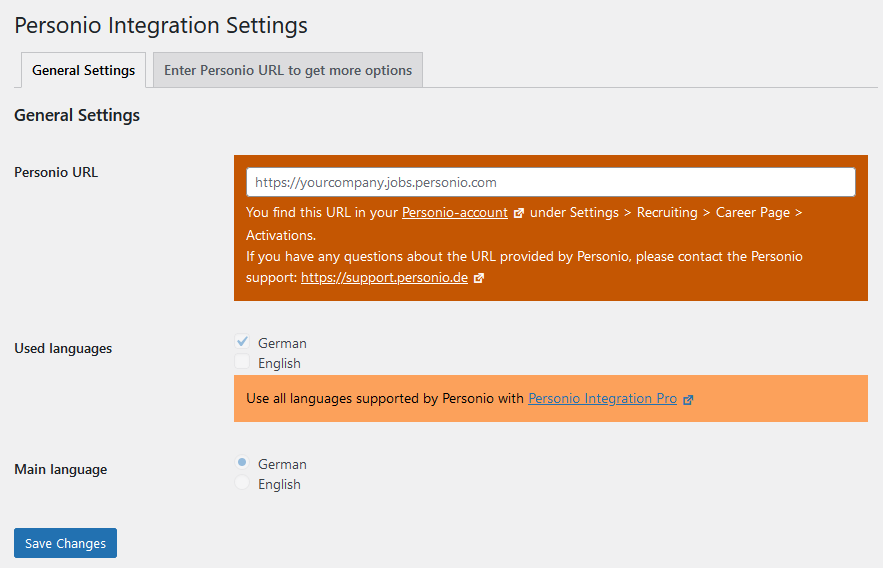 Personio Integration Settings
General Settings
Enter Personio URL to get more options
General Settings
Personio URL
https://yourcompany.jobs.personio.com
You find this URL in your Personio-account under Settings > Recruiting > Career Page >
Activations.
If you have any questions about the URL provided by Personio, please contact the Personio
support: https://support.personio.de
Used languages
German
English
Use all languages supported by Personio with Personio Integration Pro
Main language
German
English
Save Changes